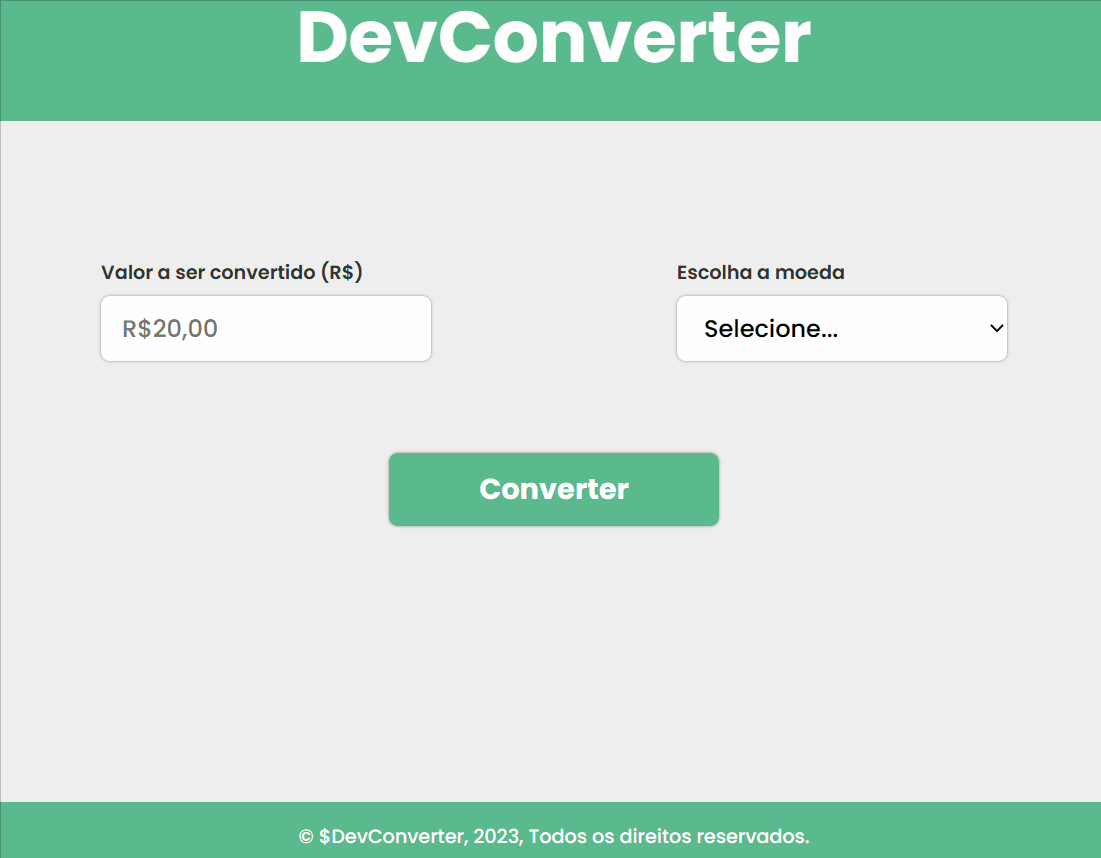 DevConverter
Valor a ser convertido (R$)
Escolha a moeda
R$20,00
Selecione...
Converter
© $DevConverter, 2023, Todos os direitos reservados.